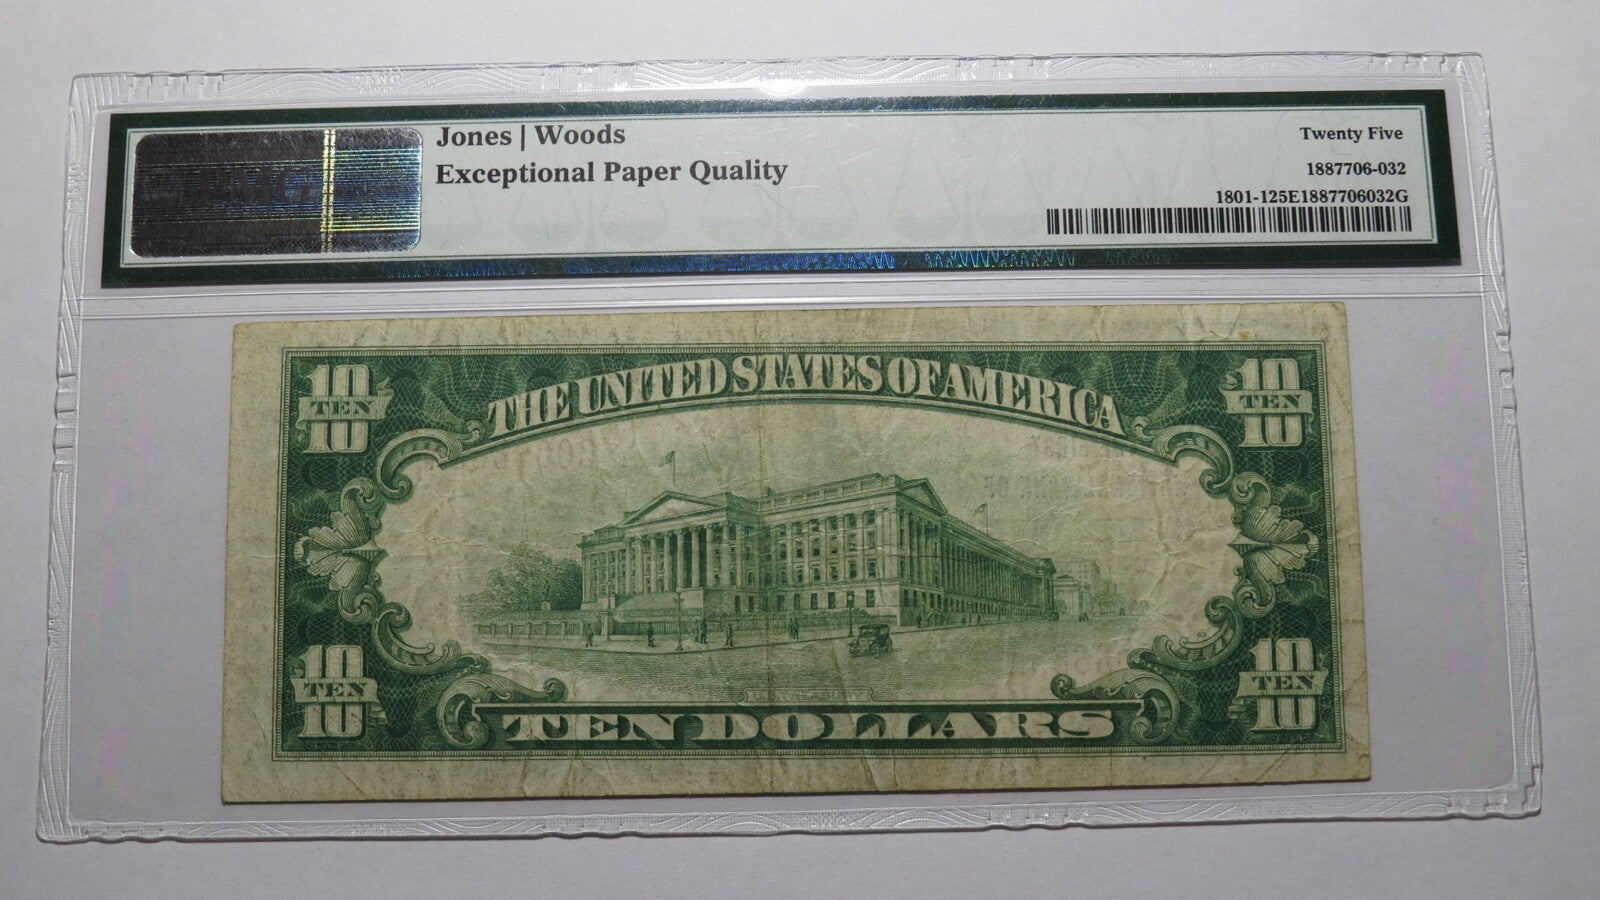 Jones | Woods
Exceptional Paper Quality
Twenty Five
1887706-032
1801-125E1887706032G
THE UNITED STATES OF AMERICA
10
TEN
10
10
TEN
10
10
TEN
10
10
TEN
10
U.S. TREASURY
TEN DOLLARS